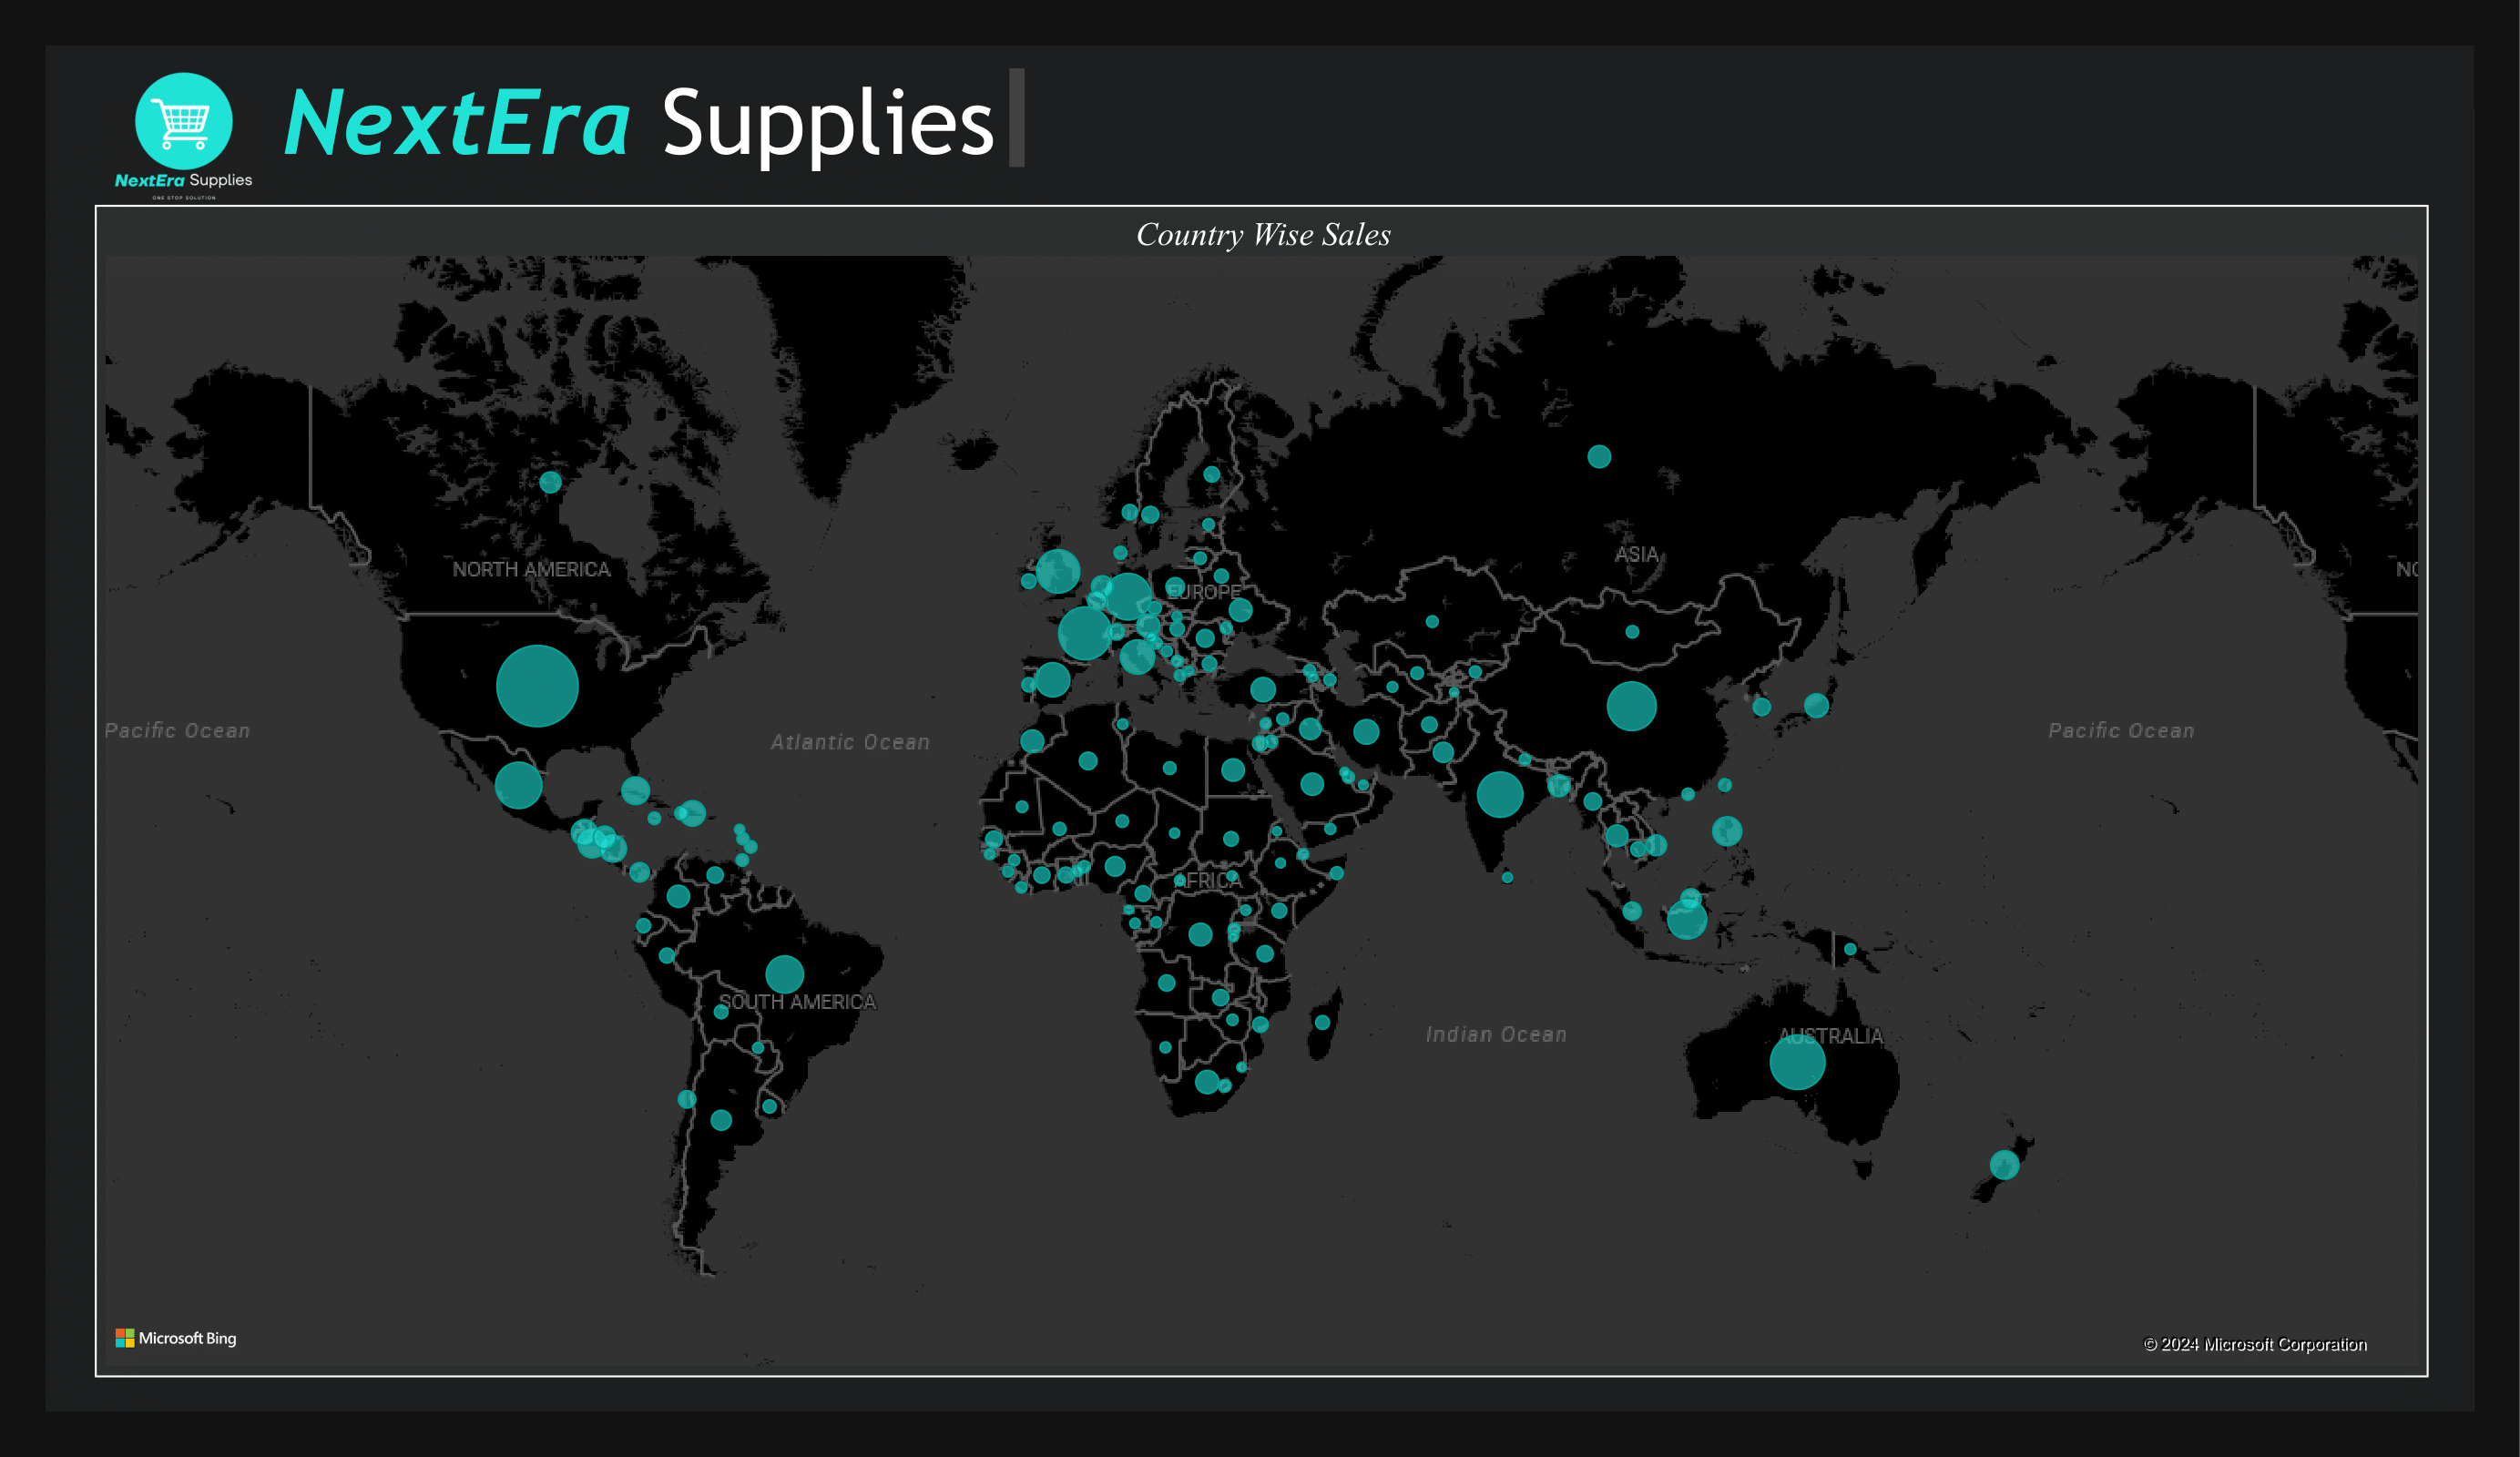 NextEra Supplies
NextEra Supplies
ONE STOP SOLUTION
Country Wise Sales
NORTH AMERICA
ASIA
EUROPE
NO
Pacific Ocean
Atlantic Ocean
Pacific Ocean
AFRICA
SOUTH AMERICA
Indian Ocean
AUSTRALIA
Microsoft Bing
© 2024 Microsoft Corporation